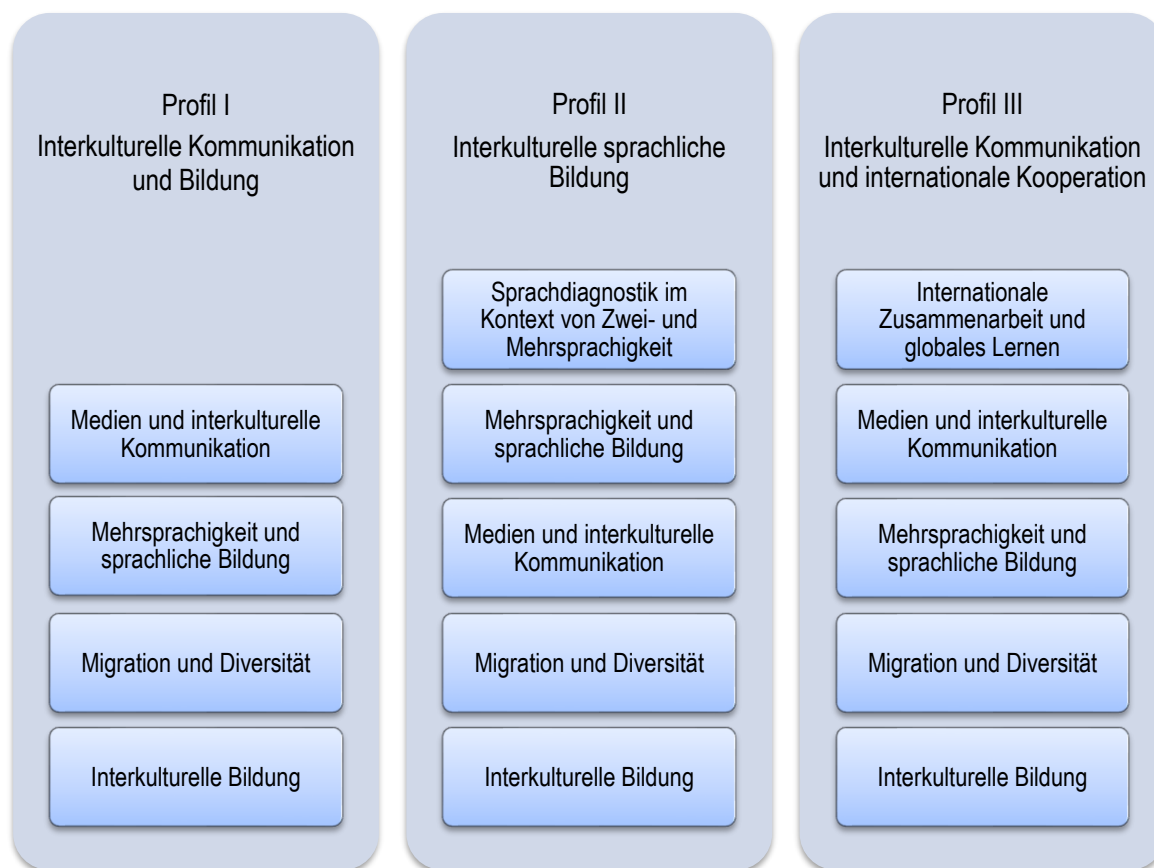 Profil I
Interkulturelle Kommunikation
und Bildung
Medien und interkulturelle
Kommunikation
Mehrsprachigkeit und
sprachliche Bildung
Migration und Diversität
Interkulturelle Bildung
Profil II
Interkulturelle sprachliche
Bildung
Sprachdiagnostik im
Kontext von Zwei- und
Mehrsprachigkeit
Mehrsprachigkeit und
sprachliche Bildung
Medien und interkulturelle
Kommunikation
Migration und Diversität
Interkulturelle Bildung
Profil III
Interkulturelle Kommunikation
und internationale Kooperation
Internationale
Zusammenarbeit und
globales Lernen
Medien und interkulturelle
Kommunikation
Mehrsprachigkeit und
sprachliche Bildung
Migration und Diversität
Interkulturelle Bildung